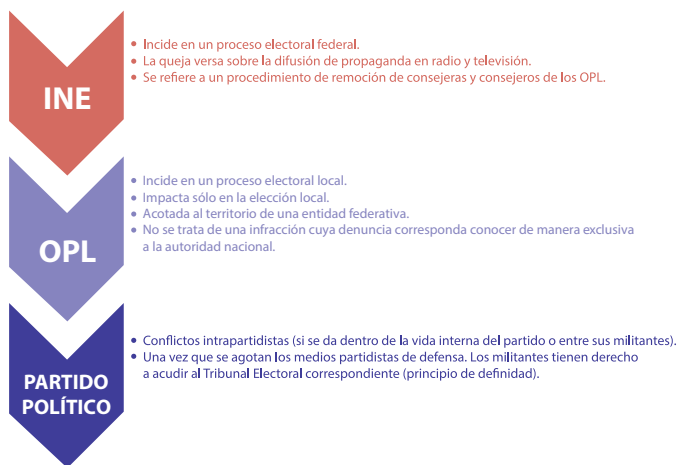 INE
• Incide en un proceso electoral federal.
• La queja versa sobre la difusión de propaganda en radio y televisión.
• Se refiere a un procedimiento de remoción de consejeras y consejeros de los OPL.
OPL
• Incide en un proceso electoral local.
• Impacta sólo en la elección local.
• Acotada al territorio de una entidad federativa.
• No se trata de una infracción cuya denuncia corresponda conocer de manera exclusiva
a la autoridad nacional.
PARTIDO
POLÍTICO
• Conflictos intrapartidistas (si se da dentro de la vida interna del partido o entre sus militantes).
• Una vez que se agotan los medios partidistas de defensa. Los militantes tienen derecho
a acudir al Tribunal Electoral correspondiente (principio de definidad).